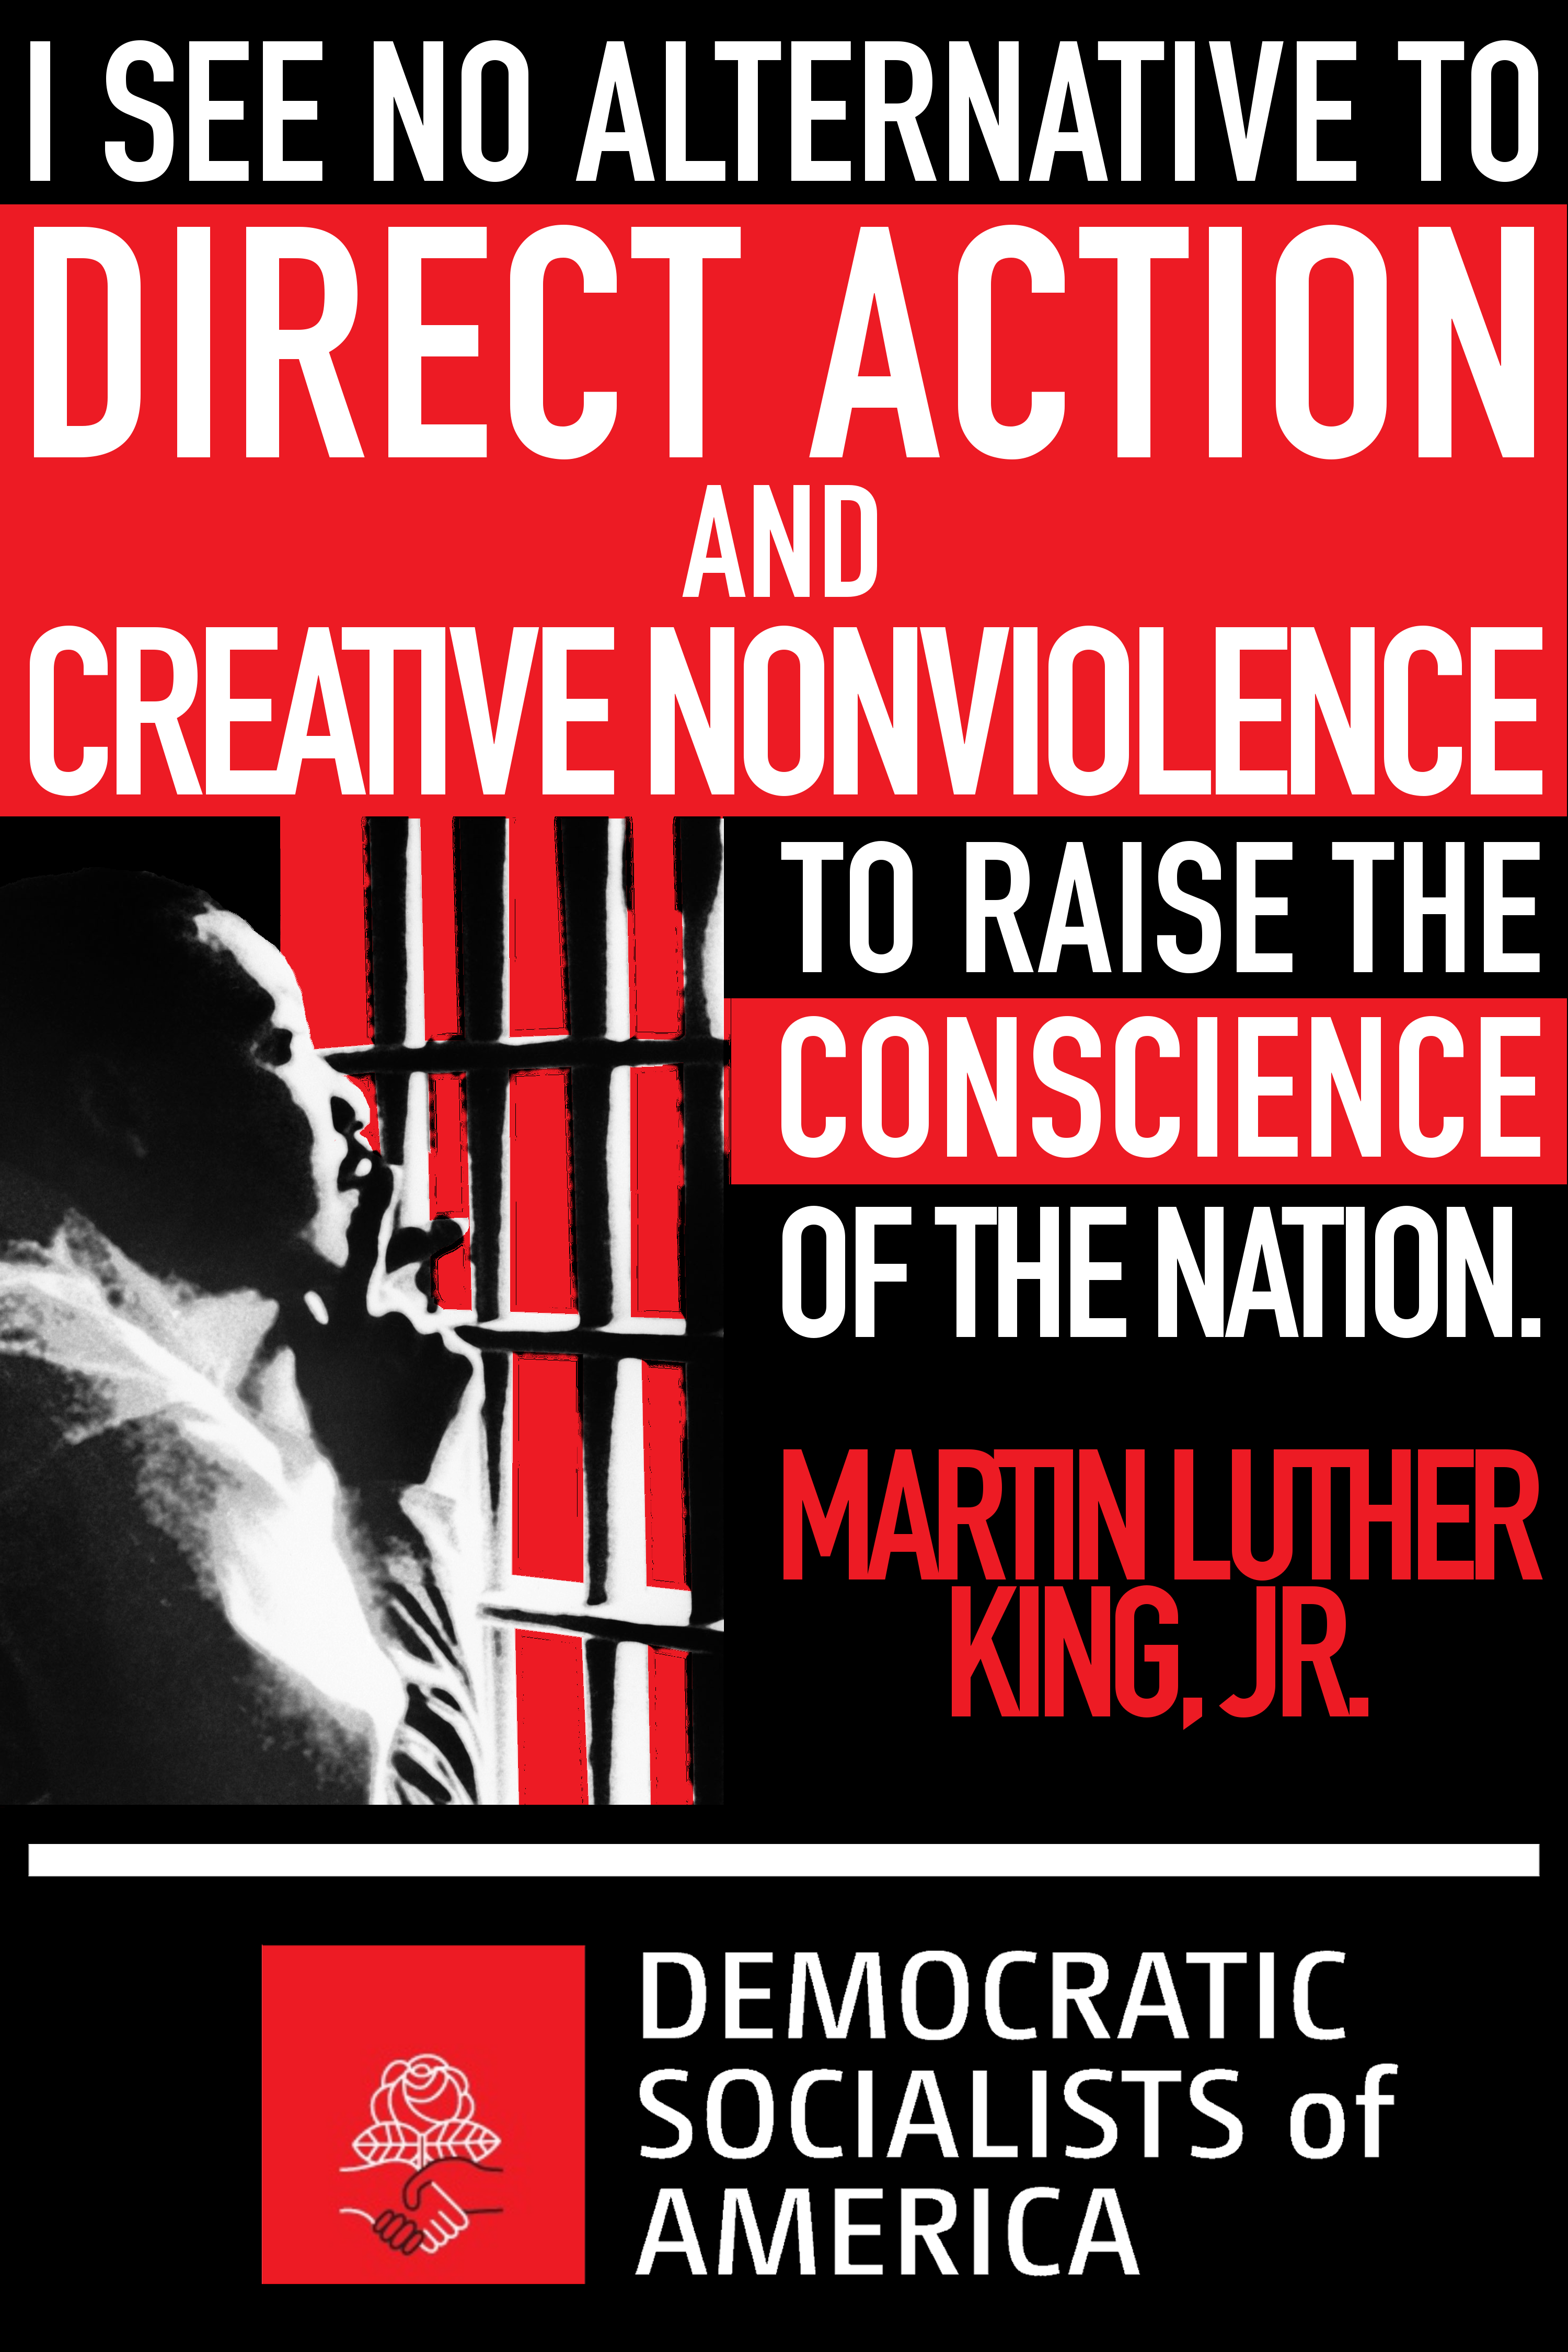 I SEE NO ALTERNATIVE TO
DIRECT ACTION
AND
CREATIVE NONVIOLENCE
TO RAISE THE
CONSCIENCE
OF THE NATION.
MARTIN LUTHER
KING, JR.
DEMOCRATIC
SOCIALISTS of
AMERICA